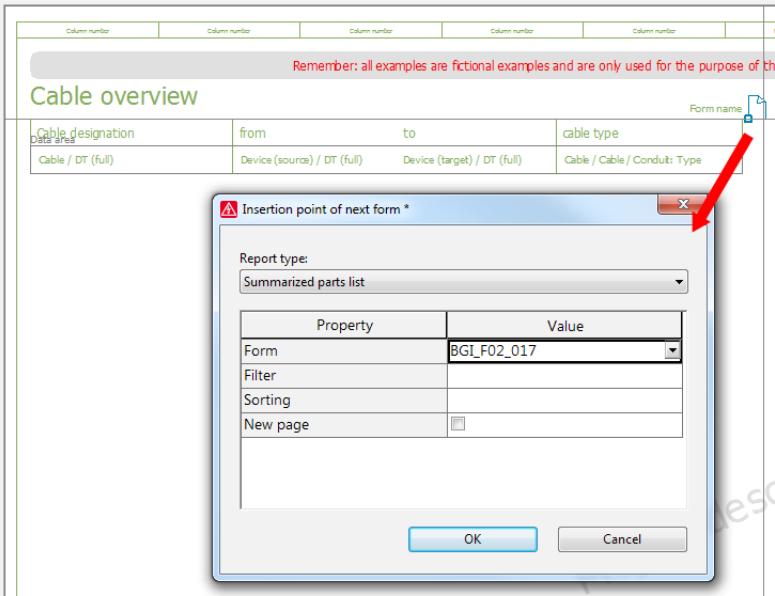 Column number Column number Column number Column number Column number
Remember: all examples are fictional examples and are only used for the purpose of th
Cable overview
Form name
Cable designation from to cable type
Data area
Cable / DT (full) Device (source) / DT (full) Device (target) / DT (full) Cable / Cable / Conduit: Type
Insertion point of next form *
Report type:
Summarized parts list
Property Value
Form BGI_F02_017
Filter
Sorting
New page
OK Cancel